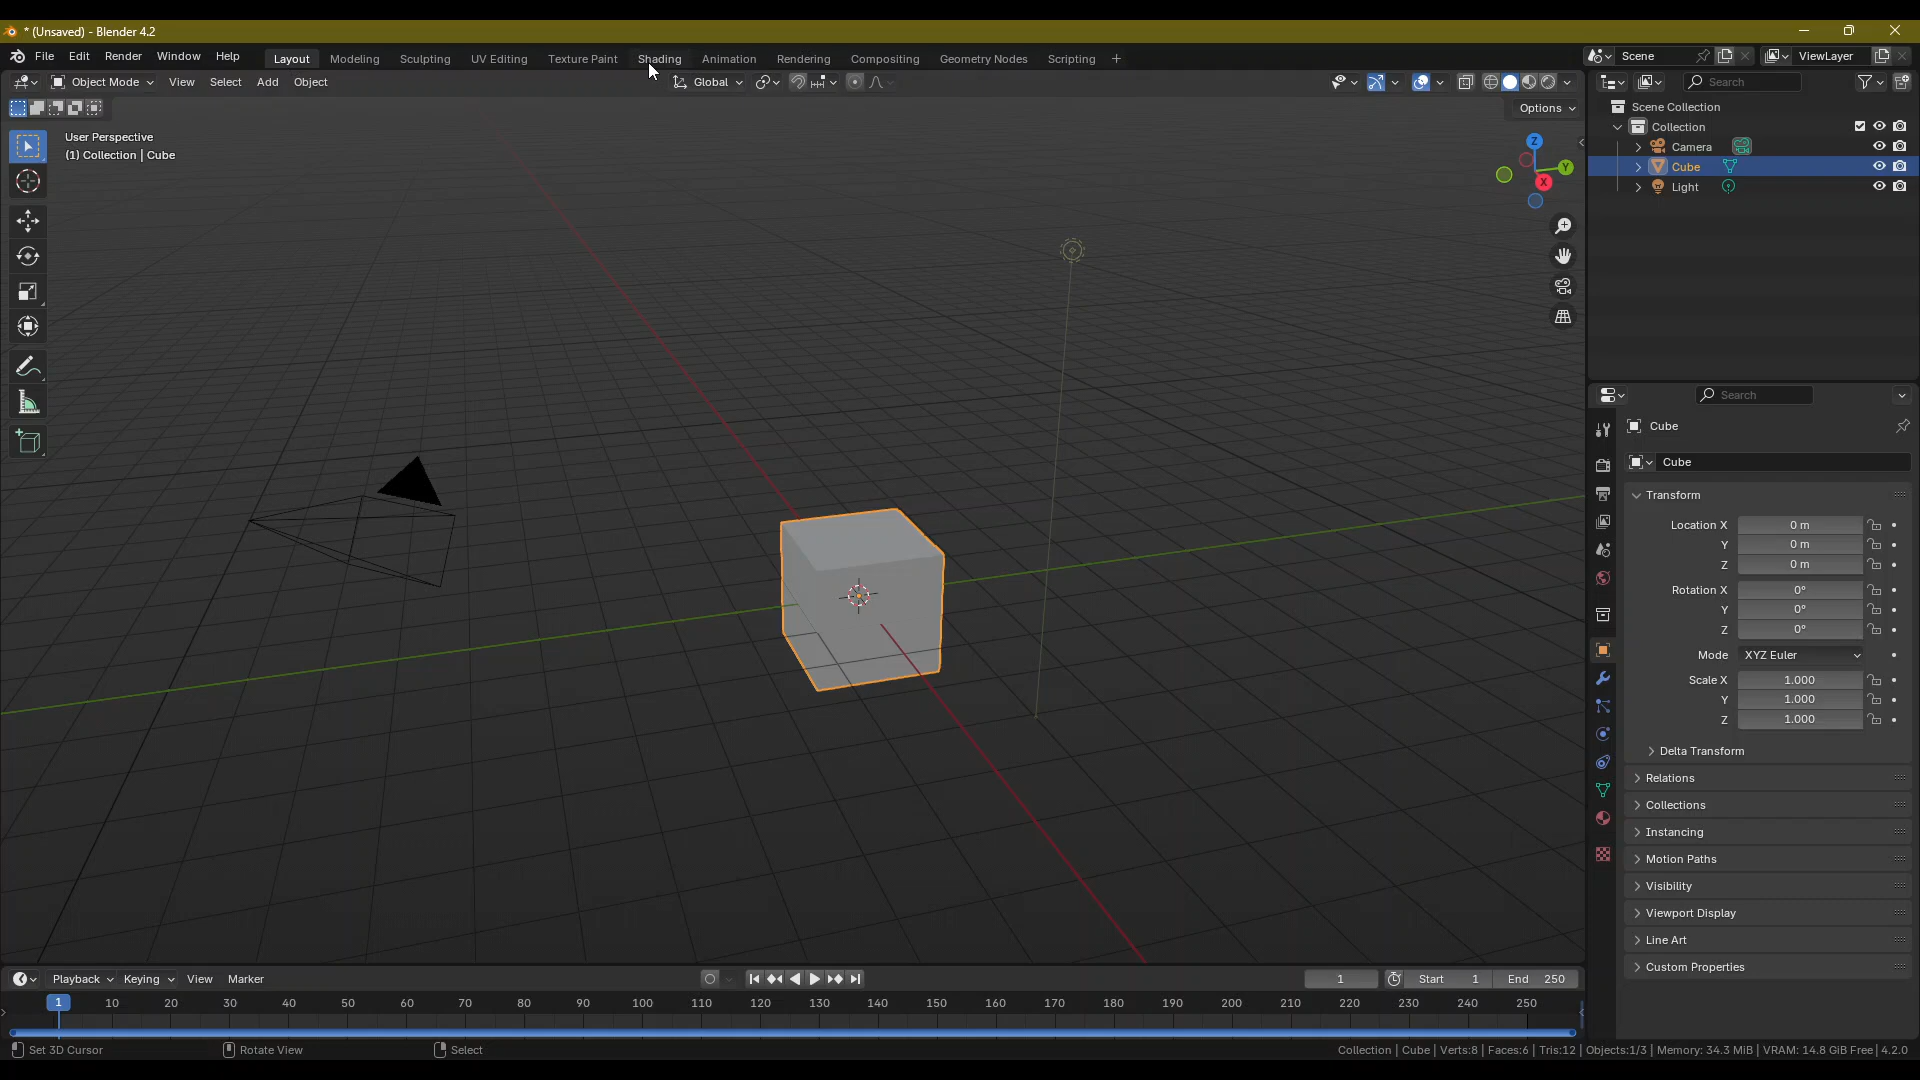 * (Unsaved) - Blender 4.2
File Edit Render Window Help Layout Modeling Sculpting UV Editing Texture Paint Shading Animation Rendering Compositing Geometry Nodes Scripting + Scene ViewLayer
Object Mode View Select Add Object Global Search
Options
User Perspective
(1) Collection | Cube
Z
Y
X
Scene Collection
Collection
Camera
Cube
Light
Search
Cube
Cube
Transform
Location X 0 m
Y 0 m
Z 0 m
Rotation X 0°
Y 0°
Z 0°
Mode XYZ Euler
Scale X 1.000
Y 1.000
Z 1.000
Delta Transform
Relations
Collections
Instancing
Motion Paths
Visibility
Viewport Display
Line Art
Custom Properties
Playback Keying View Marker 1 Start 1 End 250
1 10 20 30 40 50 60 70 80 90 100 110 120 130 140 150 160 170 180 190 200 210 220 230 240 250
Set 3D Cursor Rotate View Select Collection | Cube | Verts:8 | Faces:6 | Tris:12 | Objects:1/3 | Memory: 34.3 MiB | VRAM: 14.8 GiB Free | 4.2.0